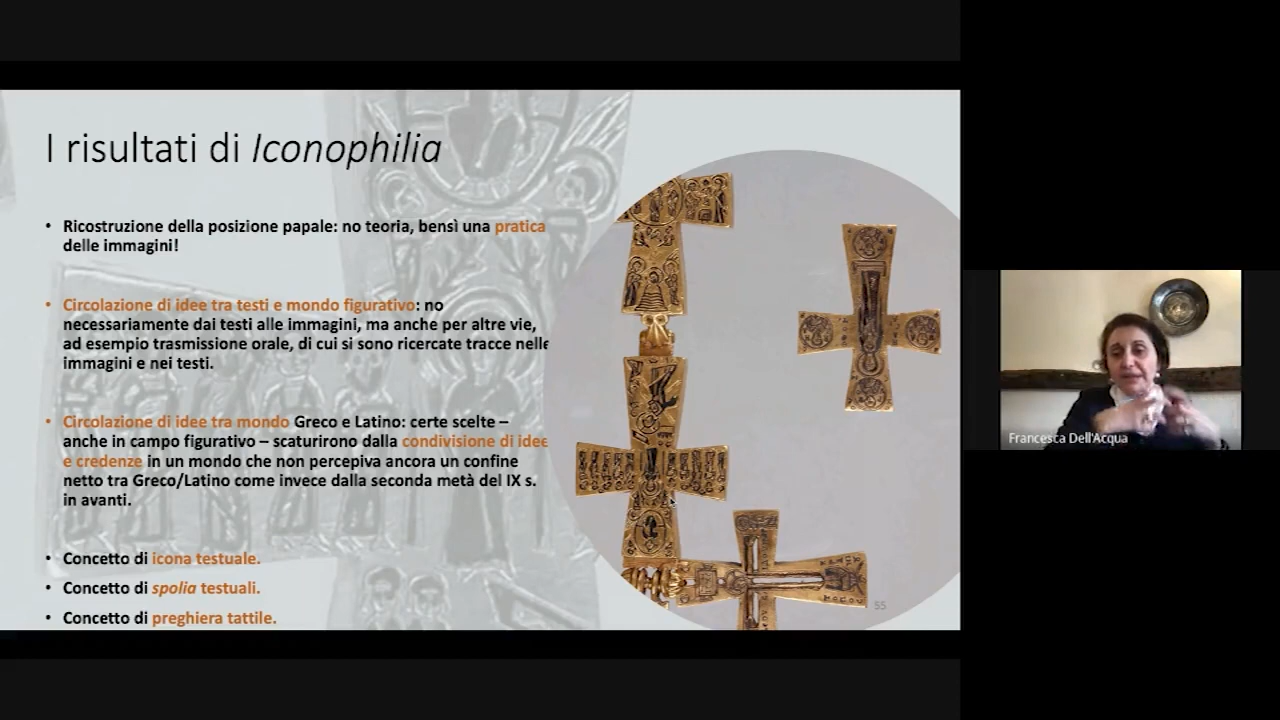 I risultati di Iconophilia
• Ricostruzione della posizione papale: no teoria, bensì una pratica
delle immagini!
• Circolazione di idee tra testi e mondo figurativo: no
necessariamente dai testi alle immagini, ma anche per altre vie,
ad esempio trasmissione orale, di cui si sono ricercate tracce nelle
immagini e nei testi.
• Circolazione di idee tra mondo Greco e Latino: certe scelte –
anche in campo figurativo – scaturirono dalla condivisione di idee
e credenze in un mondo che non percepiva ancora un confine
netto tra Greco/Latino come invece dalla seconda metà del IX s.
in avanti.
• Concetto di icona testuale.
• Concetto di spolia testuali.
• Concetto di preghiera tattile.
55
Francesca Dell'Acqua